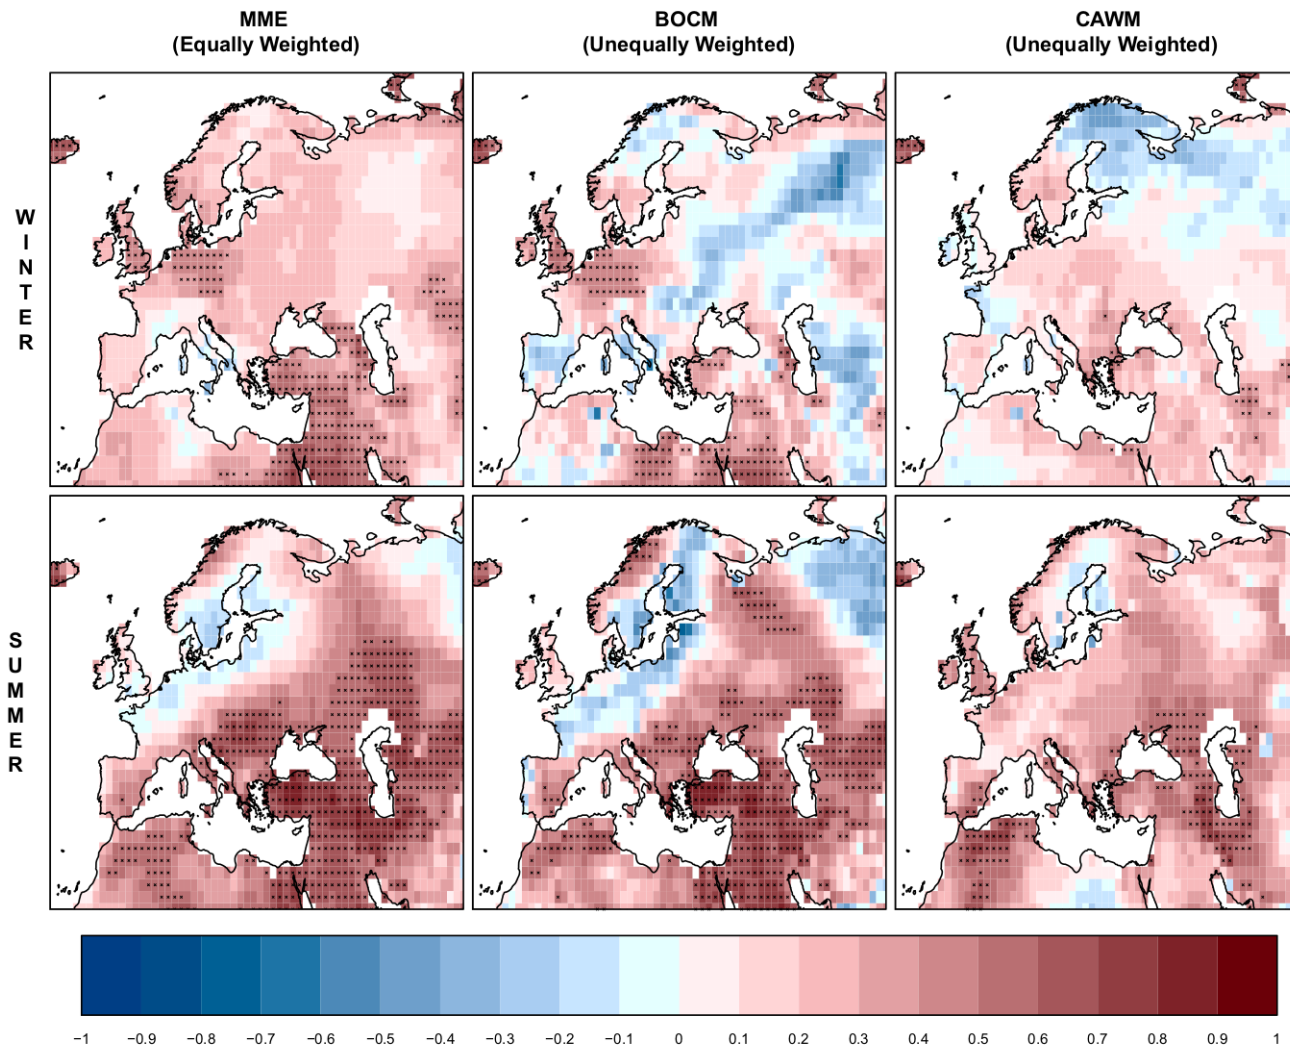 MME
(Equally Weighted)
BOCM
(Unequally Weighted)
CAWM
(Unequally Weighted)
WINTER
SUMMER
−1 −0.9 −0.8 −0.7 −0.6 −0.5 −0.4 −0.3 −0.2 −0.1 0 0.1 0.2 0.3 0.4 0.5 0.6 0.7 0.8 0.9 1